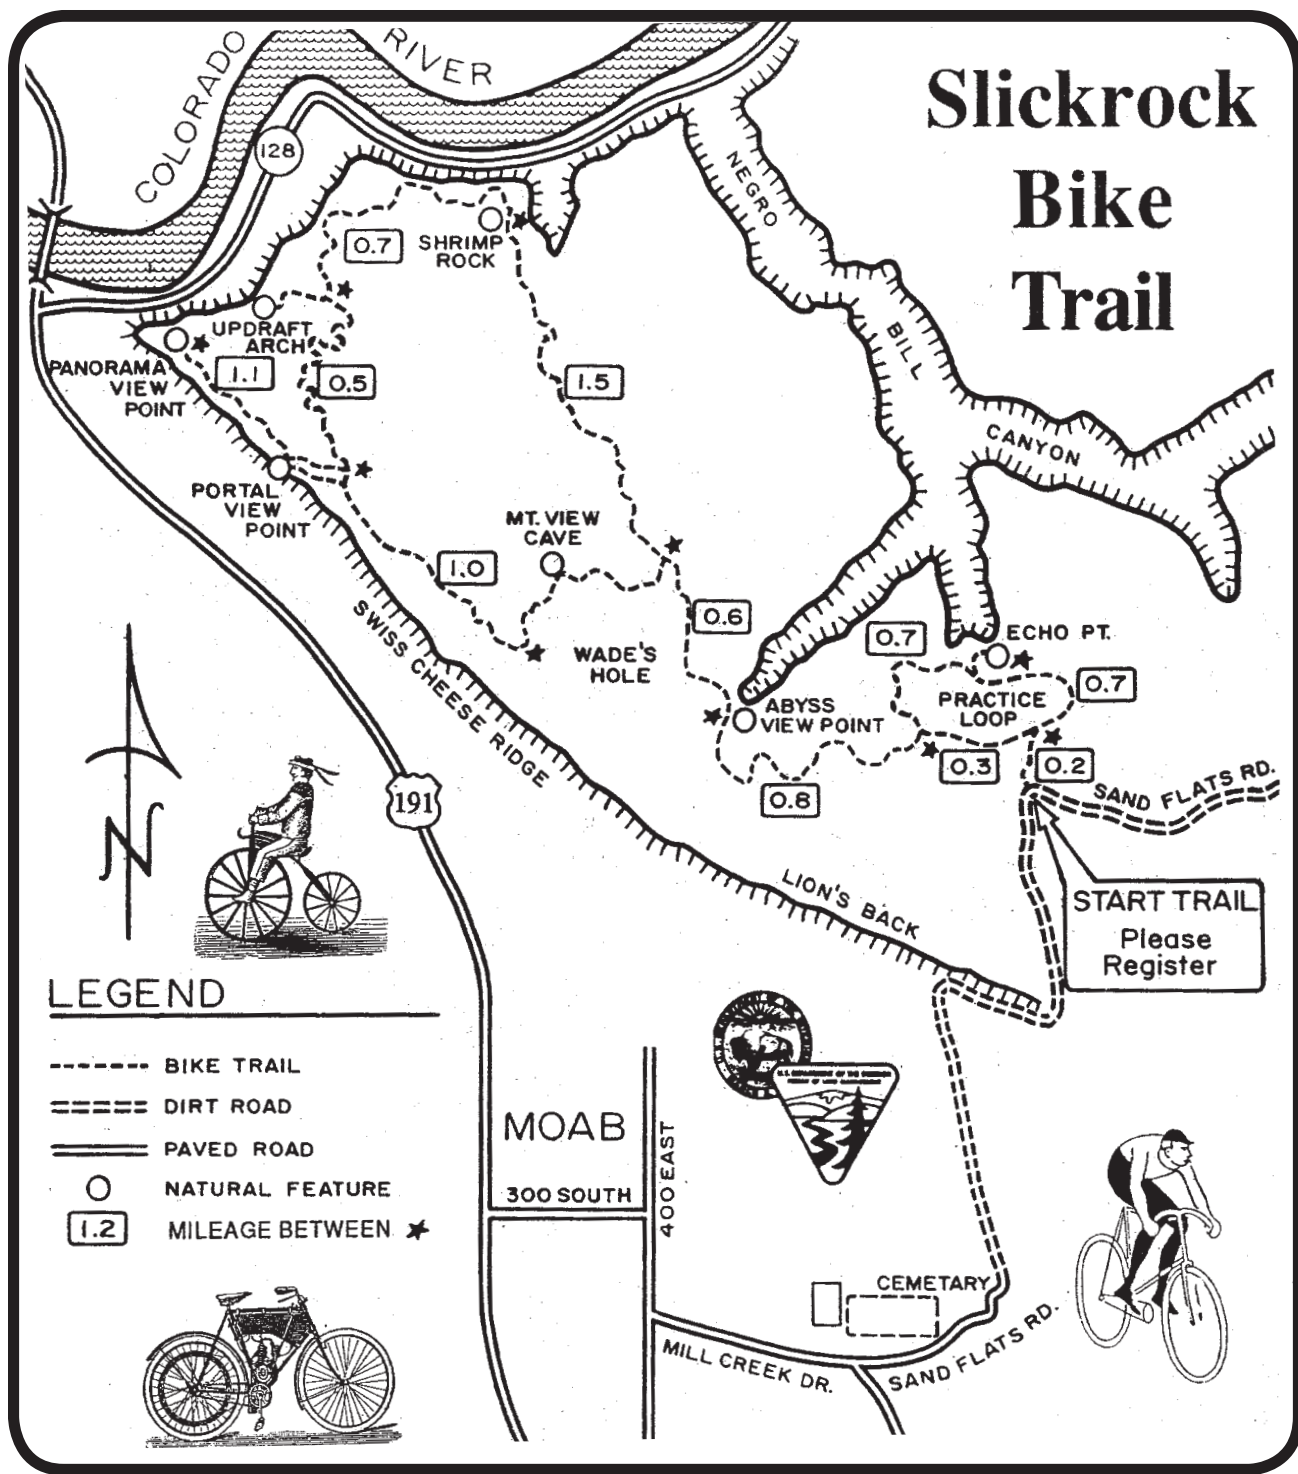 Slickrock
Bike
Trail
COLORADO
RIVER
128
NEGRO
BILL
CANYON
0.7
SHRIMP
ROCK
UPDRAFT
ARCH
PANORAMA
VIEW
POINT
1.1
0.5
1.5
PORTAL
VIEW
POINT
MT. VIEW
CAVE
1.0
0.6
WADE'S
HOLE
SWISS CHEESE RIDGE
0.7
ECHO PT.
0.7
PRACTICE
LOOP
ABYSS
VIEW POINT
0.3
0.2
0.8
SAND FLATS RD.
191
LION'S BACK
START TRAIL
Please
Register
N
LEGEND
BIKE TRAIL
DIRT ROAD
PAVED ROAD
NATURAL FEATURE
1.2
MILEAGE BETWEEN
MOAB
300 SOUTH
400 EAST
CEMETARY
MILL CREEK DR.
SAND FLATS RD.